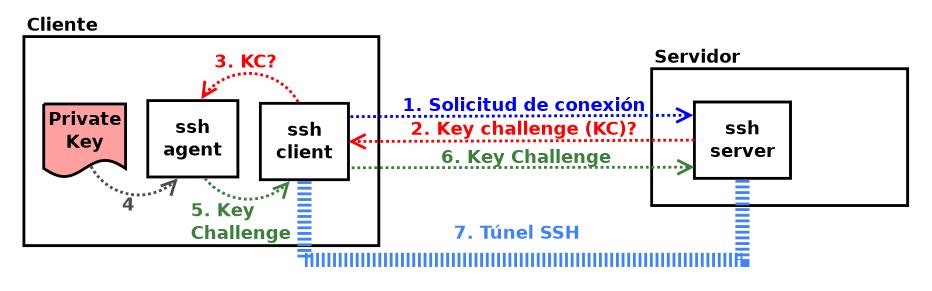 Cliente
3. KC?
Servidor
Private
Key
ssh
agent
ssh
client
1. Solicitud de conexión
2. Key challenge (KC)?
6. Key Challenge
ssh
server
4
5. Key
Challenge
7. Túnel SSH